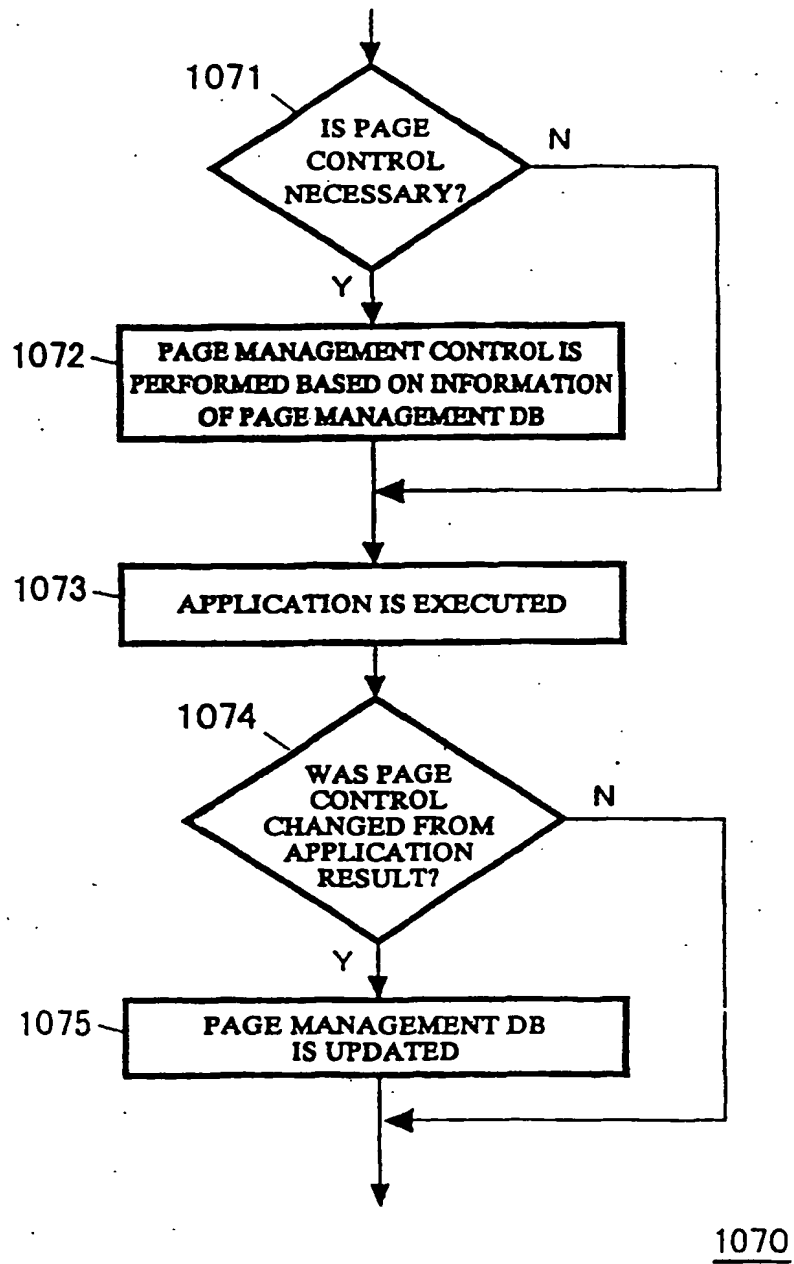 1071
IS PAGE
CONTROL
NECESSARY?
N
Y
1072
PAGE MANAGEMENT CONTROL IS
PERFORMED BASED ON INFORMATION
OF PAGE MANAGEMENT DB
1073
APPLICATION IS EXECUTED
1074
WAS PAGE
CONTROL
CHANGED FROM
APPLICATION
RESULT?
N
Y
1075
PAGE MANAGEMENT DB
IS UPDATED
1070